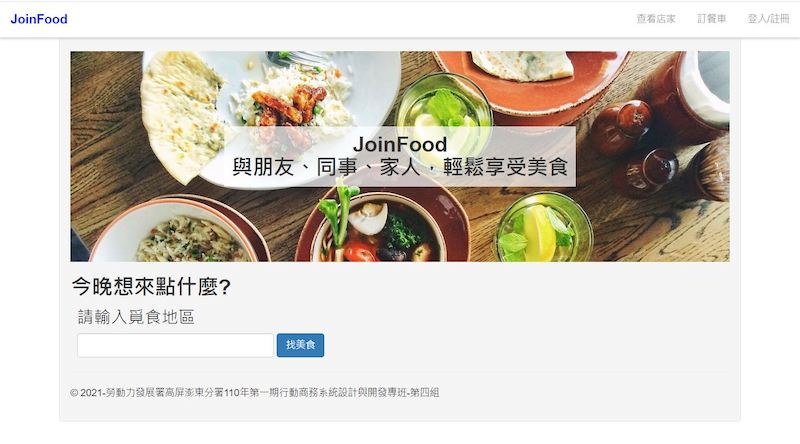 JoinFood
查看店家 訂餐車 登入/註冊
JoinFood
與朋友、同事、家人，輕鬆享受美食
今晚想來點什麼?
請輸入覓食地區
找美食
© 2021-勞動力發展署高屏澎東分署110年第一期行動商務系統設計與開發專班-第四組